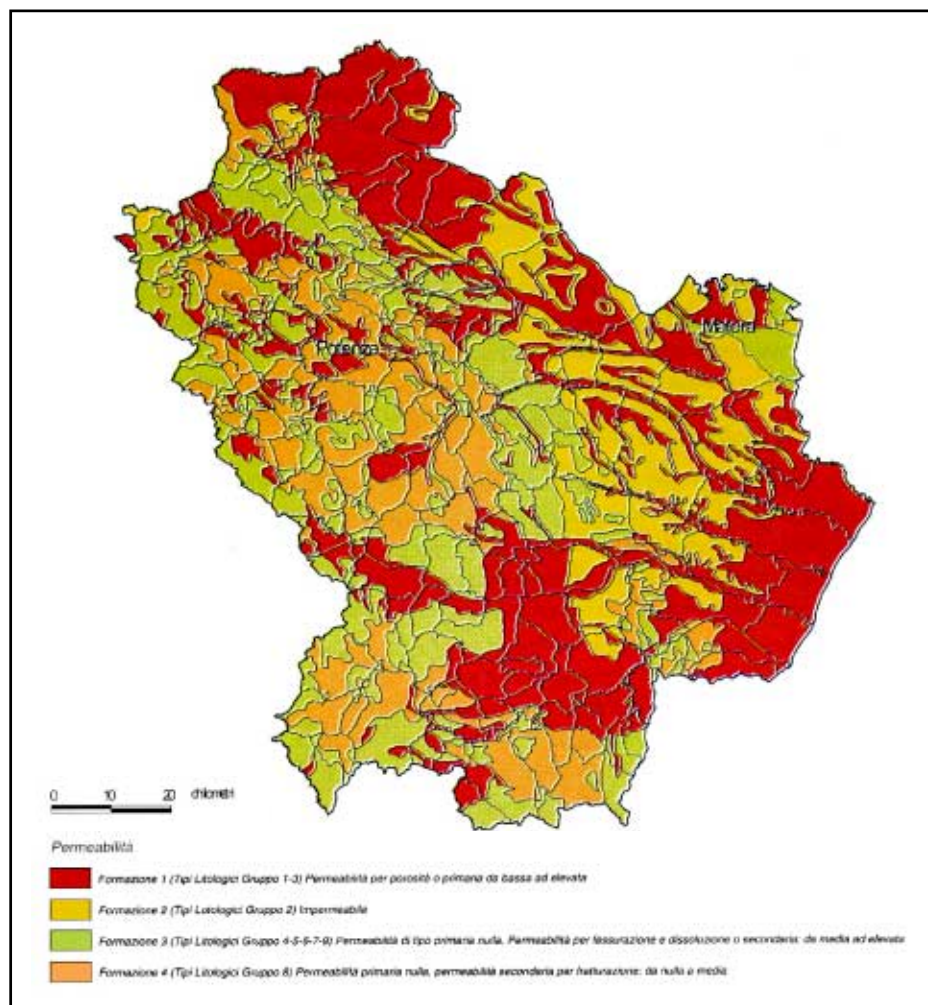 Matera
Potenza
0 10 20 chilometri
Permeabilità
Formazione 1 (Tipi Litologici Gruppo 1-3) Permeabilità per porosità o primaria da bassa ad elevata
Formazione 2 (Tipi Litologici Gruppo 2) Impermeabile
Formazione 3 (Tipi Litologici Gruppo 4-5-6-7-9) Permeabilità di tipo primaria nulla. Permeabilità per fessurazione e dissoluzione o secondaria: da media ad elevata
Formazione 4 (Tipi Litologici Gruppo 8) Permeabilità primaria nulla, permeabilità secondaria per fratturazione: da nulla a media